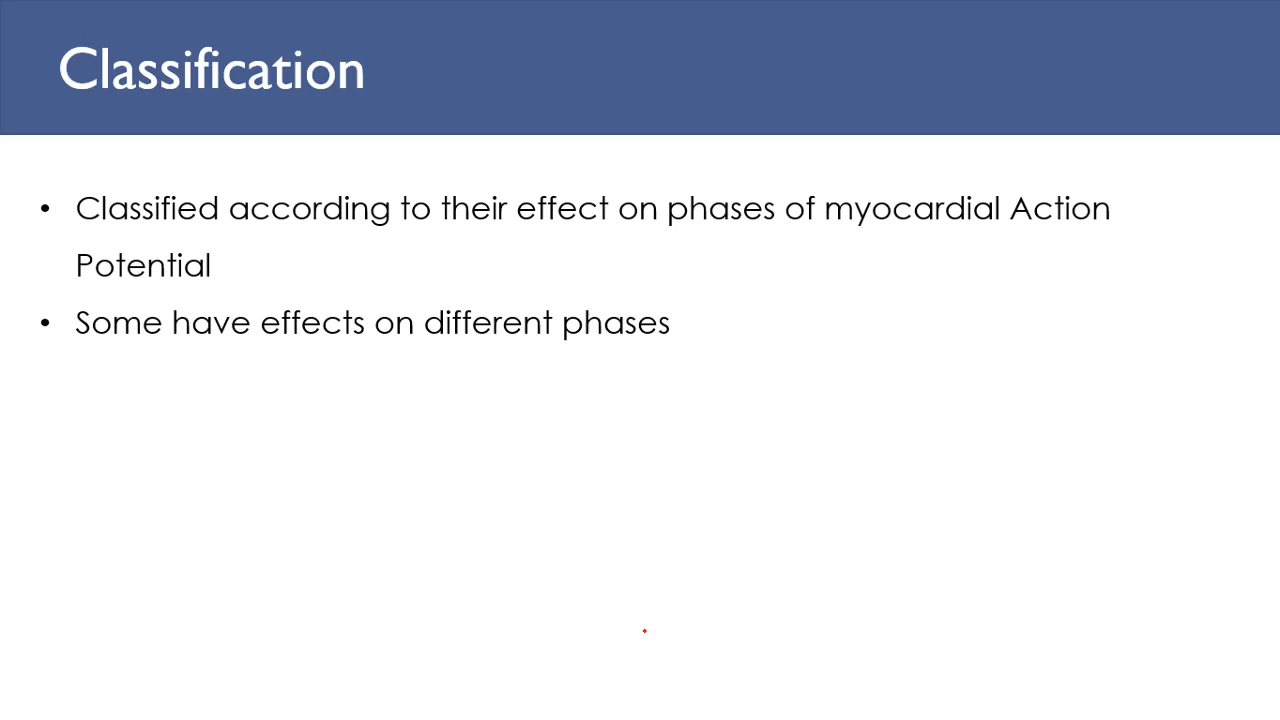 Classification
• Classified according to their effect on phases of myocardial Action
Potential
• Some have effects on different phases